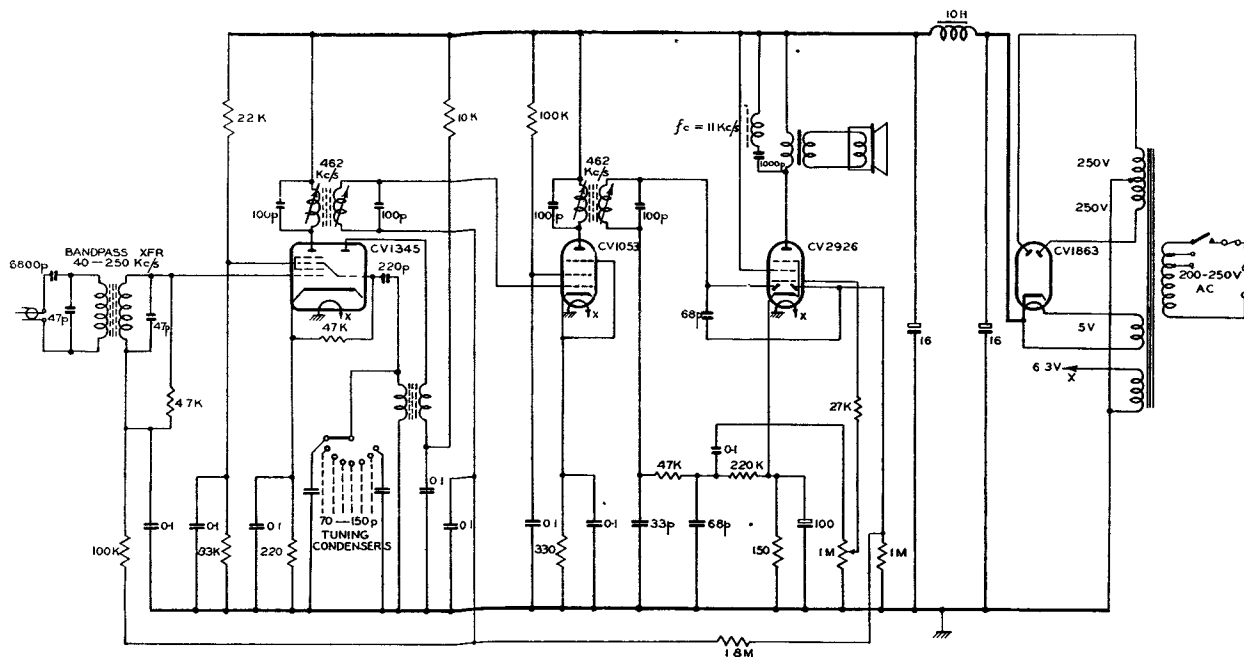 10H
22K
10K
100K
fc = 11 Kc/s
1000p
462
Kc/s
462
Kc/s
250V
250V
100p
100p
100p
100p
CV1345
CV1053
CV2926
CV1863
BANDPASS XFR
40-250 Kc/s
6800p
220p
200-250V
AC
47p
47p
X
X
X
68p
16
16
5V
47K
6.3V
X
47K
27K
0·1
47K
220K
0·1
70 — 150p
TUNING
CONDENSERS
0·1
0·1
0·1
0·1
0·1
0·1
33p
68p
100
100K
33K
220
330
150
1M
1M
1·8M